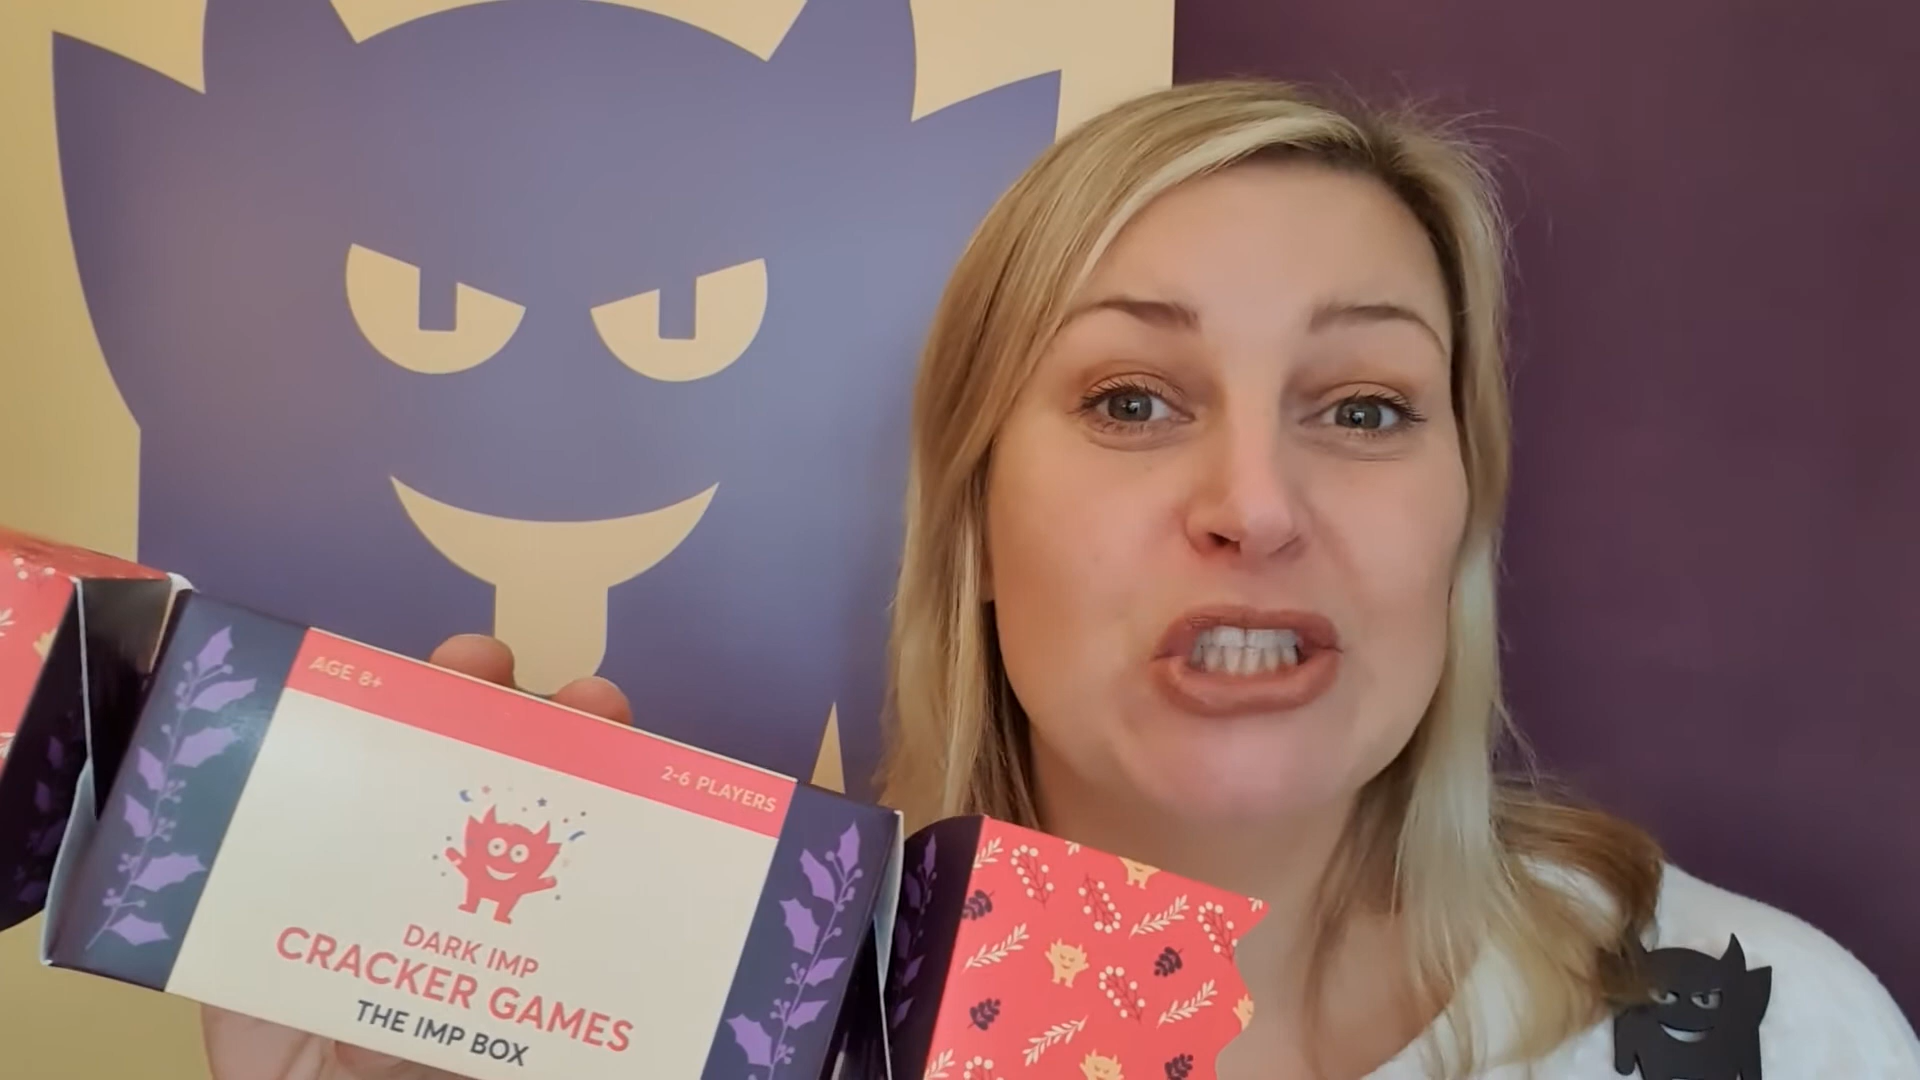 AGE 8+
2-6 PLAYERS
DARK IMP
CRACKER GAMES
THE IMP BOX